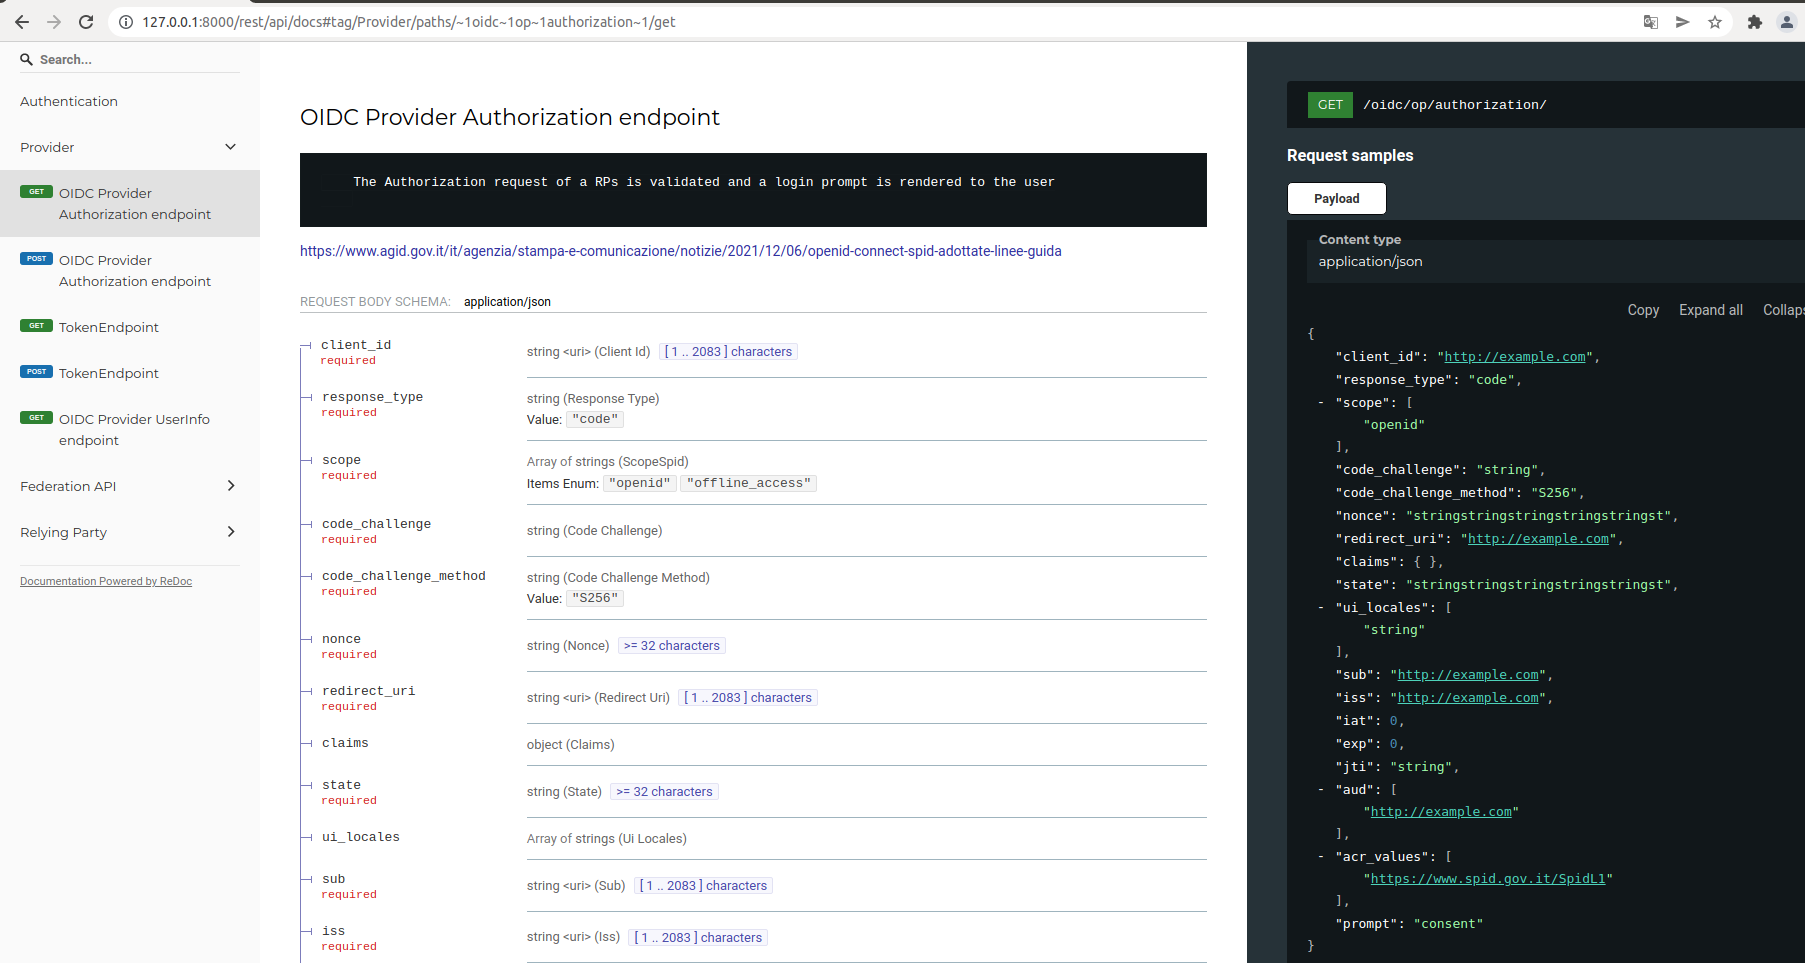 127.0.0.1:8000/rest/api/docs#tag/Provider/paths/~1oidc~1op~1authorization~1/get
Search...
Authentication
Provider
GET OIDC Provider
Authorization endpoint
POST OIDC Provider
Authorization endpoint
GET TokenEndpoint
POST TokenEndpoint
GET OIDC Provider UserInfo
endpoint
Federation API
Relying Party
Documentation Powered by ReDoc
OIDC Provider Authorization endpoint
The Authorization request of a RPs is validated and a login prompt is rendered to the user
https://www.agid.gov.it/it/agenzia/stampa-e-comunicazione/notizie/2021/12/06/openid-connect-spid-adottate-linee-guida
REQUEST BODY SCHEMA: application/json
client_id
required
string <uri> (Client Id) [ 1 .. 2083 ] characters
response_type
required
string (Response Type)
Value: "code"
scope
required
Array of strings (ScopeSpid)
Items Enum: "openid" "offline_access"
code_challenge
required
string (Code Challenge)
code_challenge_method
required
string (Code Challenge Method)
Value: "S256"
nonce
required
string (Nonce) >= 32 characters
redirect_uri
required
string <uri> (Redirect Uri) [ 1 .. 2083 ] characters
claims
object (Claims)
state
required
string (State) >= 32 characters
ui_locales
Array of strings (Ui Locales)
sub
required
string <uri> (Sub) [ 1 .. 2083 ] characters
iss
required
string <uri> (Iss) [ 1 .. 2083 ] characters
GET /oidc/op/authorization/
Request samples
Payload
Content type
application/json
Copy Expand all Collaps
{
"client_id": "http://example.com",
"response_type": "code",
- "scope": [
"openid"
],
"code_challenge": "string",
"code_challenge_method": "S256",
"nonce": "stringstringstringstringstringst",
"redirect_uri": "http://example.com",
"claims": { },
"state": "stringstringstringstringstringst",
- "ui_locales": [
"string"
],
"sub": "http://example.com",
"iss": "http://example.com",
"iat": 0,
"exp": 0,
"jti": "string",
- "aud": [
"http://example.com"
],
- "acr_values": [
"https://www.spid.gov.it/SpidL1"
],
"prompt": "consent"
}